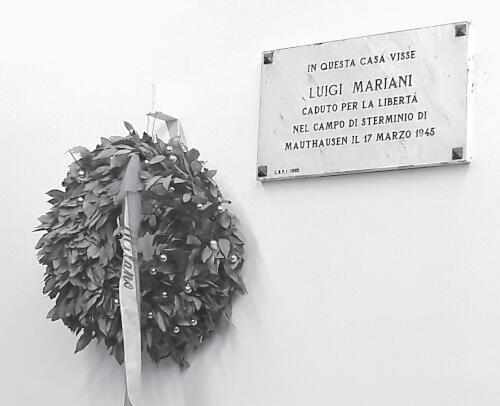 IN QUESTA CASA VISSE
LUIGI MARIANI
CADUTO PER LA LIBERTÁ
NEL CAMPO DI STERMINIO DI
MAUTHAUSEN IL 17 MARZO 1945